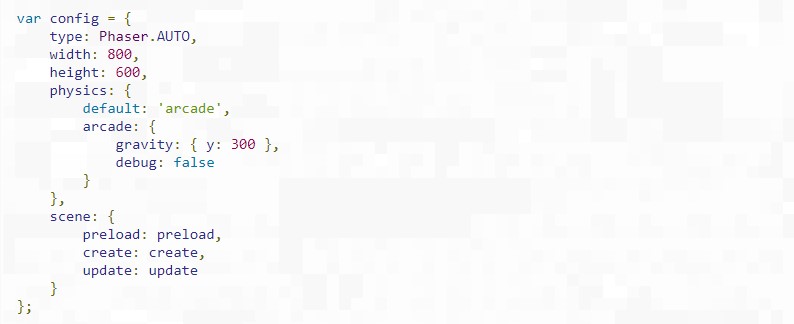 var config = {
    type: Phaser.AUTO,
    width: 800,
    height: 600,
    physics: {
        default: 'arcade',
        arcade: {
            gravity: { y: 300 },
            debug: false
        }
    },
    scene: {
        preload: preload,
        create: create,
        update: update
    }
};